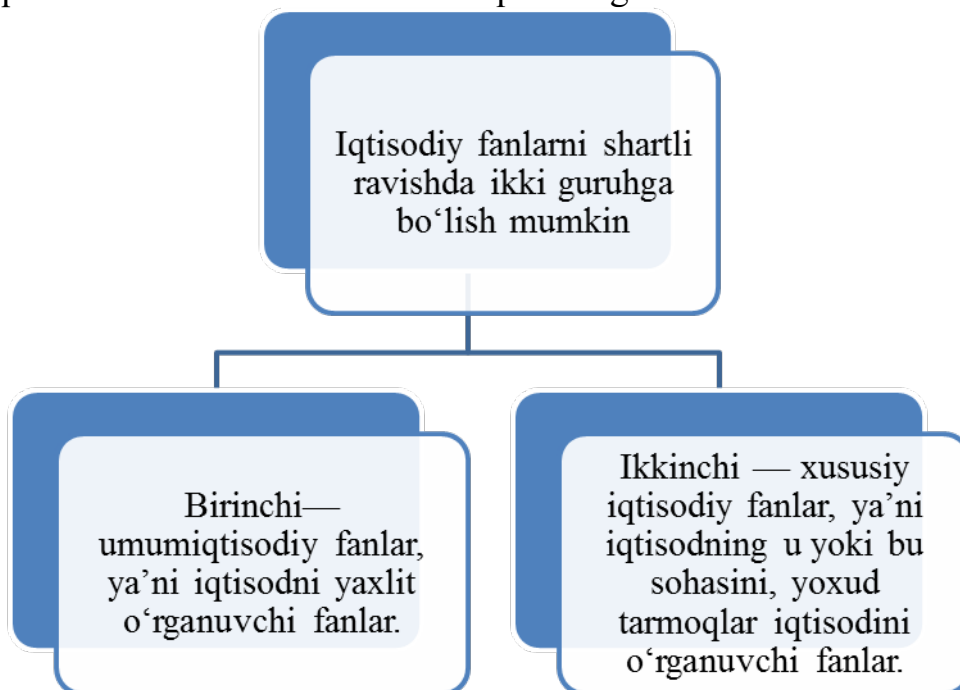 Iqtisodiy fanlarni shartli
ravishda ikki guruhga
bo‘lish mumkin
Birinchi—
umumiqtisodiy fanlar,
ya’ni iqtisodni yaxlit
o‘rganuvchi fanlar.
Ikkinchi — xususiy
iqtisodiy fanlar, ya’ni
iqtisodning u yoki bu
sohasini, yoxud
tarmoqlar iqtisodini
o‘rganuvchi fanlar.